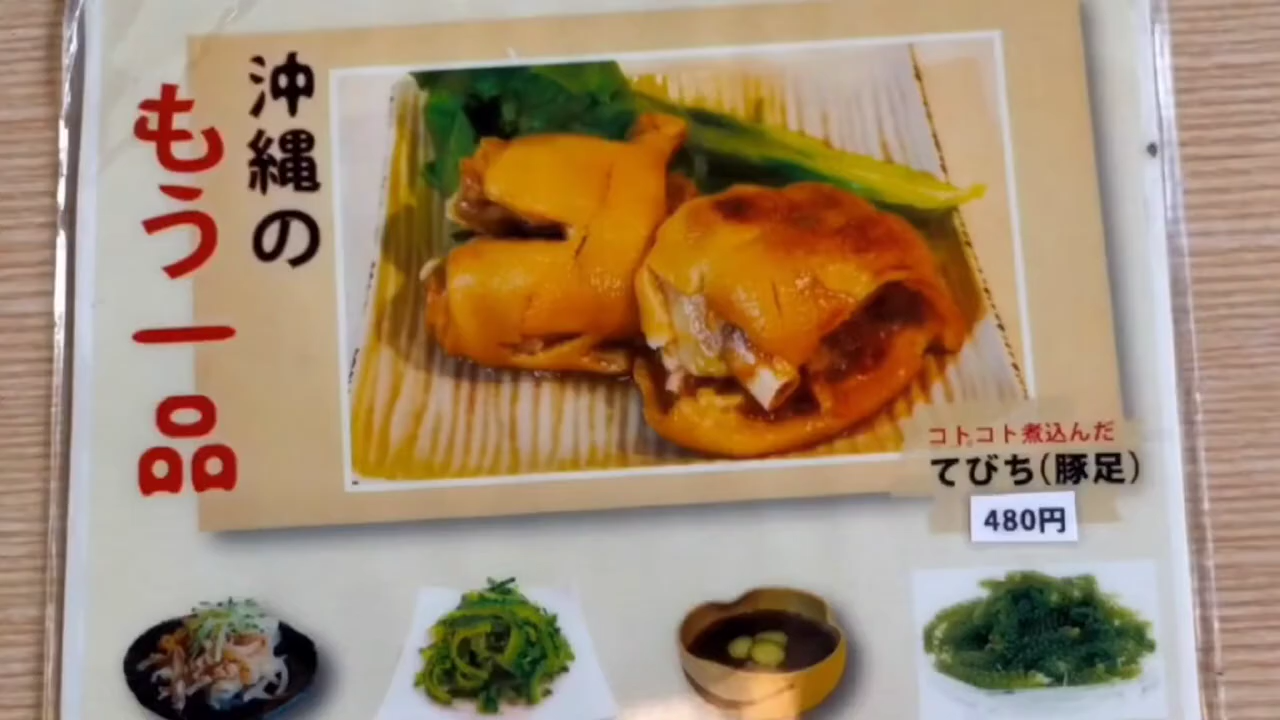 沖縄の
もう一品
コトコト煮込んだ
てびち(豚足)
480円